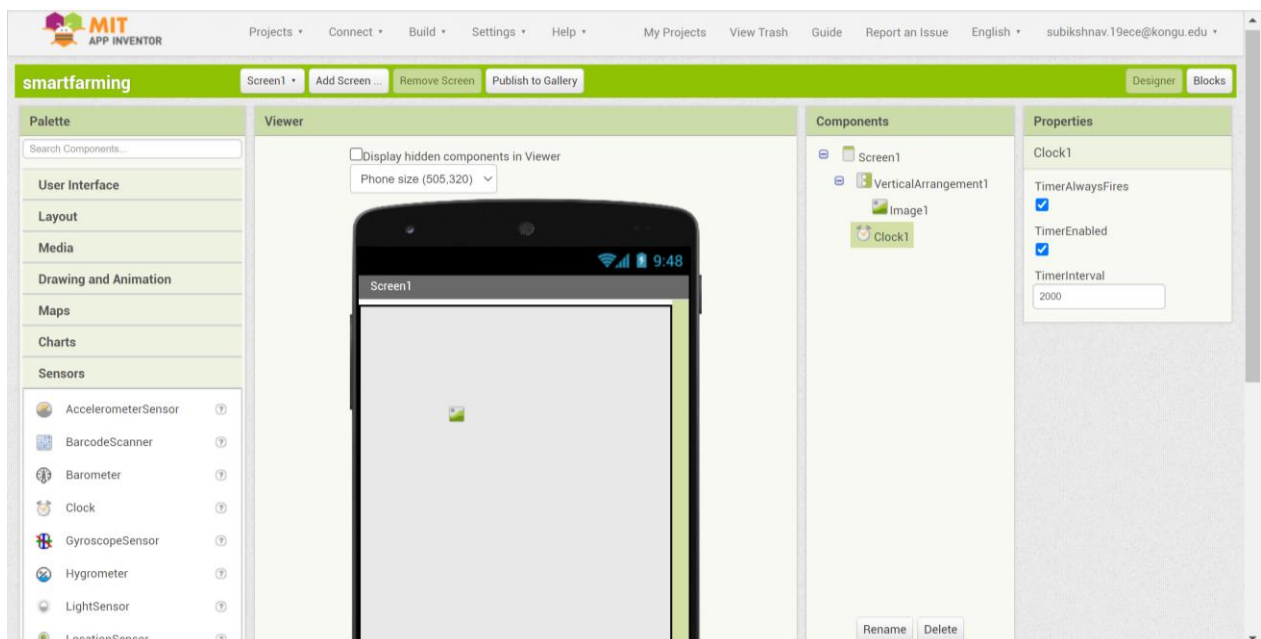 MIT
APP INVENTOR
Projects Connect Build Settings Help My Projects View Trash Guide Report an Issue English subikshnav.19ece@kongu.edu
smartfarming
Screen1 Add Screen ... Remove Screen Publish to Gallery Designer Blocks
Palette
Search Components...
User Interface
Layout
Media
Drawing and Animation
Maps
Charts
Sensors
AccelerometerSensor
BarcodeScanner
Barometer
Clock
GyroscopeSensor
Hygrometer
LightSensor
LocationSensor
Viewer
Display hidden components in Viewer
Phone size (505,320)
9:48
Screen1
Components
Screen1
VerticalArrangement1
Image1
Clock1
Rename Delete
Properties
Clock1
TimerAlwaysFires
TimerEnabled
TimerInterval
2000